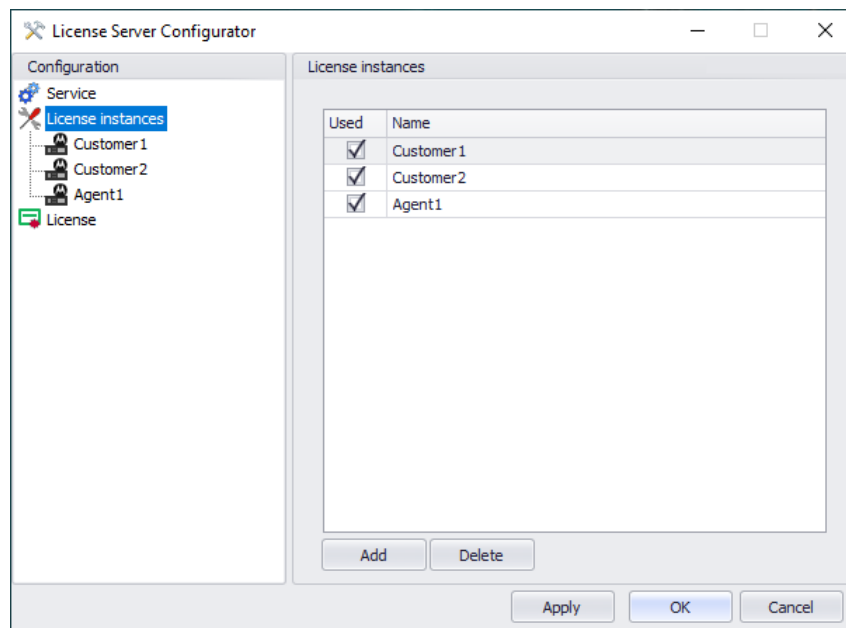 License Server Configurator
Configuration
Service
License instances
Customer1
Customer2
Agent1
License
License instances
Used Name
Customer1
Customer2
Agent1
Add Delete
Apply OK Cancel